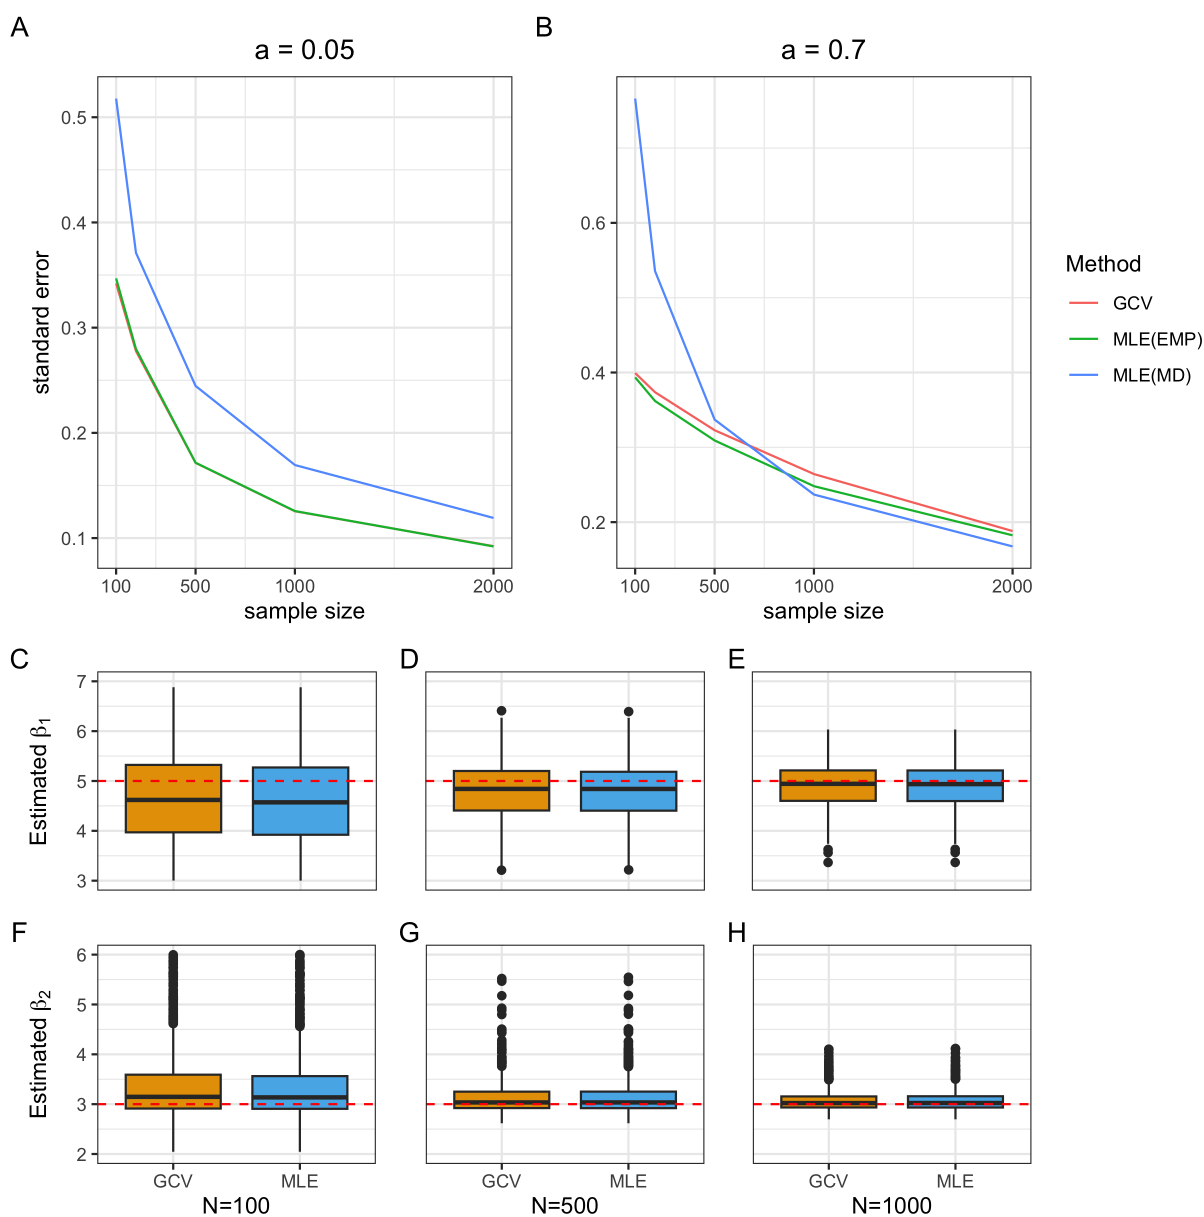 A
B
a = 0.05
a = 0.7
standard error
0.5
0.4
0.3
0.2
0.1
100
500
1000
2000
sample size
0.6
0.4
0.2
100
500
1000
2000
sample size
Method
GCV
MLE(EMP)
MLE(MD)
C
D
E
Estimated β₁
7
6
5
4
3
F
G
H
Estimated β₂
6
5
4
3
2
GCV
MLE
GCV
MLE
GCV
MLE
N=100
N=500
N=1000